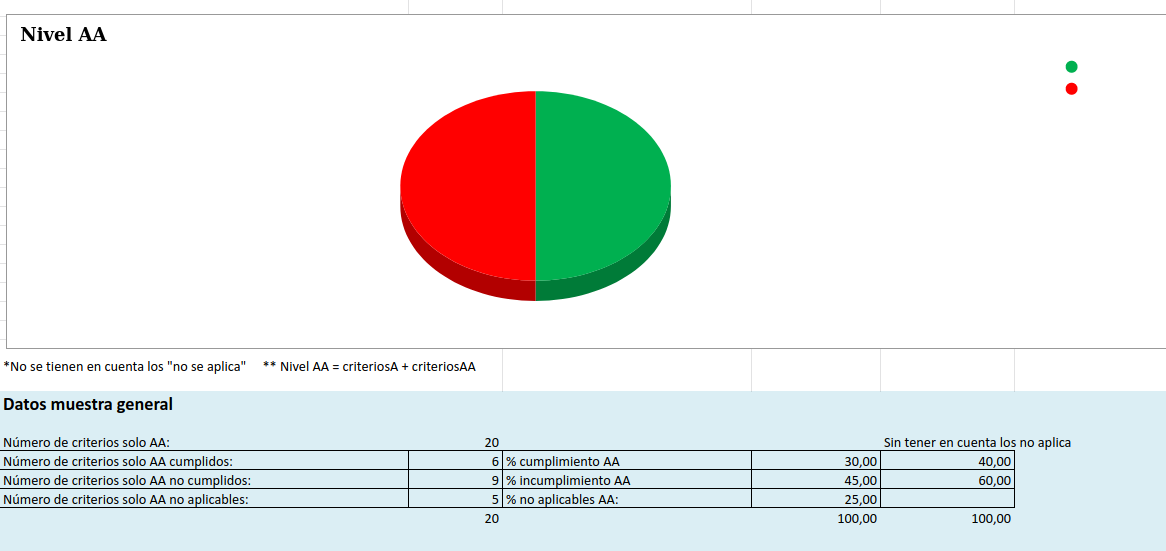 Nivel AA
*No se tienen en cuenta los "no se aplica" ** Nivel AA = criteriosA + criteriosAA
Datos muestra general
Número de criterios solo AA: 20 Sin tener en cuenta los no aplica
Número de criterios solo AA cumplidos: 6 % cumplimiento AA 30,00 40,00
Número de criterios solo AA no cumplidos: 9 % incumplimiento AA 45,00 60,00
Número de criterios solo AA no aplicables: 5 % no aplicables AA: 25,00
20 100,00 100,00